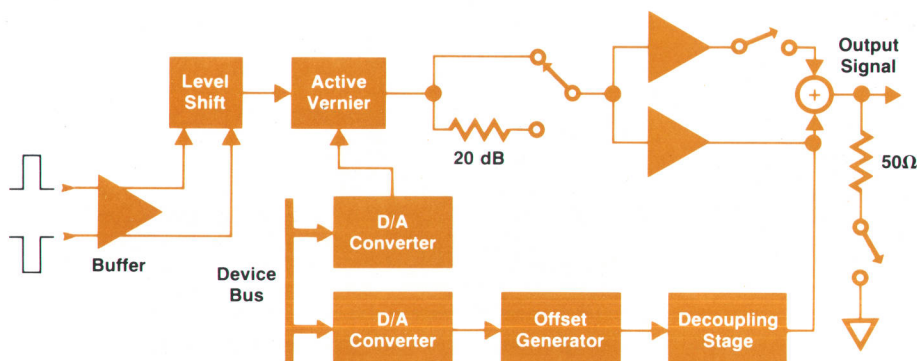 Level
Shift
Active
Vernier
20 dB
Output
Signal
+
50Ω
Buffer
Device
Bus
D/A
Converter
D/A
Converter
Offset
Generator
Decoupling
Stage